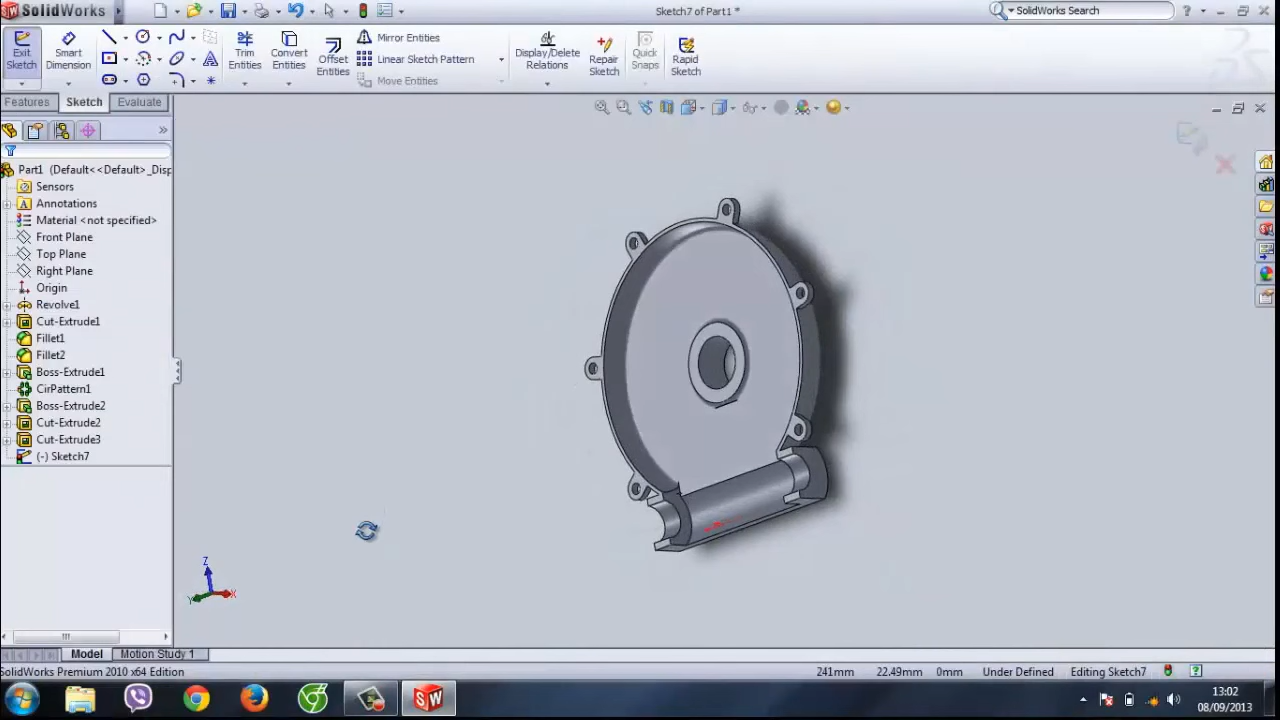 SolidWorks
Sketch7 of Part1 *
SolidWorks Search
?
Exit Sketch
Smart Dimension
Trim Entities
Convert Entities
Offset Entities
Mirror Entities
Linear Sketch Pattern
Move Entities
Display/Delete Relations
Repair Sketch
Quick Snaps
Rapid Sketch
Features
Sketch
Evaluate
»
Part1 (Default<<Default>_Disp
Sensors
Annotations
Material <not specified>
Front Plane
Top Plane
Right Plane
Origin
Revolve1
Cut-Extrude1
Fillet1
Fillet2
Boss-Extrude1
CirPattern1
Boss-Extrude2
Cut-Extrude2
Cut-Extrude3
(-) Sketch7
Z
Y
X
Model
Motion Study 1
SolidWorks Premium 2010 x64 Edition
241mm 22.49mm 0mm Under Defined Editing Sketch7
13:02
08/09/2013